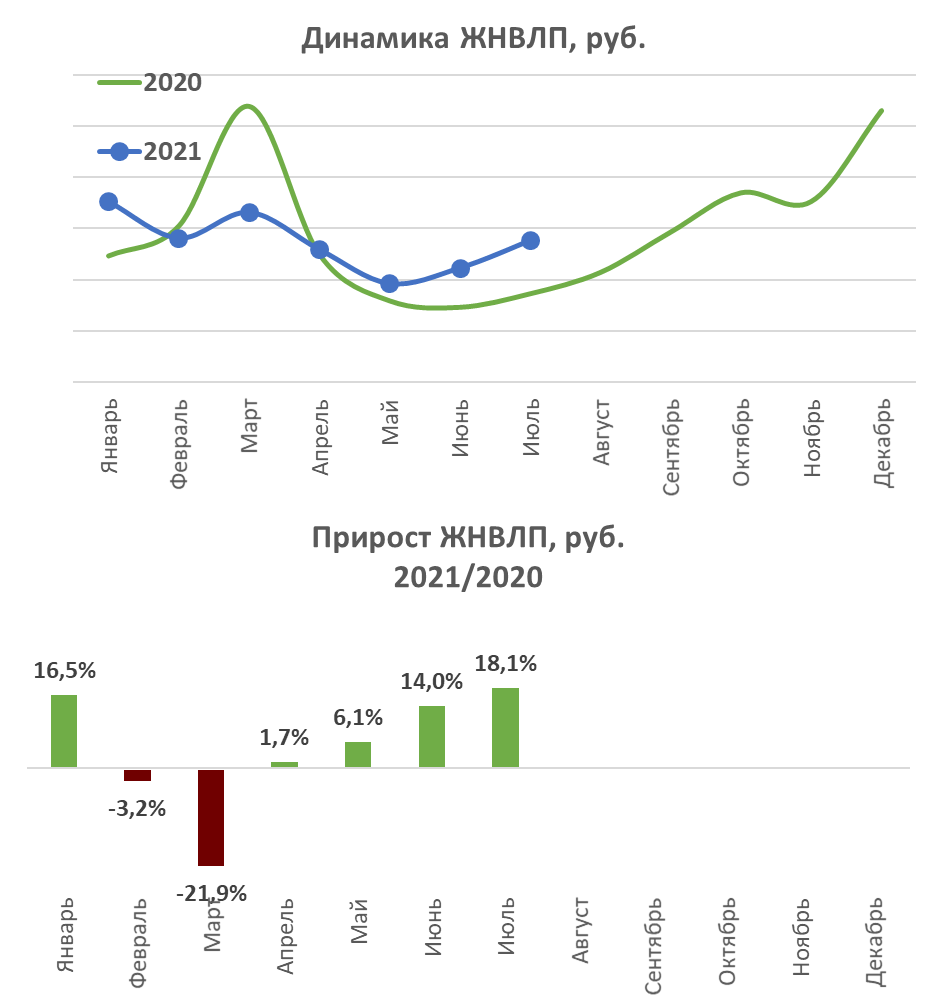 Динамика ЖНВЛП, руб.
2020
2021
Январь
Февраль
Март
Апрель
Май
Июнь
Июль
Август
Сентябрь
Октябрь
Ноябрь
Декабрь
Прирост ЖНВЛП, руб.
2021/2020
16,5%
-3,2%
-21,9%
1,7%
6,1%
14,0%
18,1%
Январь
Февраль
Март
Апрель
Май
Июнь
Июль
Август
Сентябрь
Октябрь
Ноябрь
Декабрь